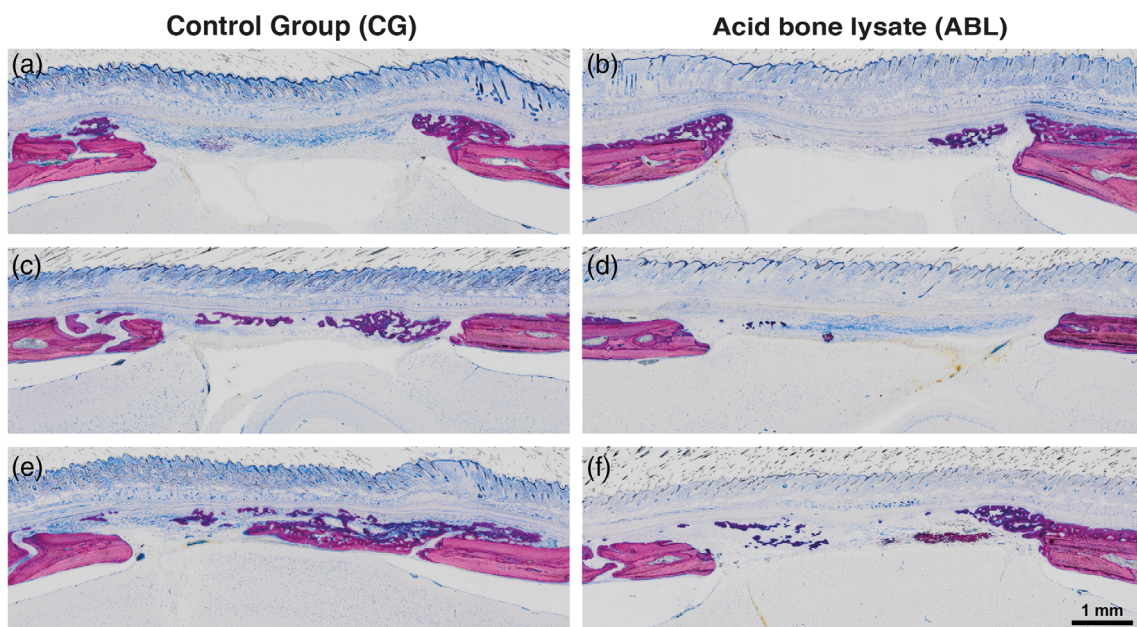 Control Group (CG)
Acid bone lysate (ABL)
(a)
(b)
(c)
(d)
(e)
(f)
1 mm